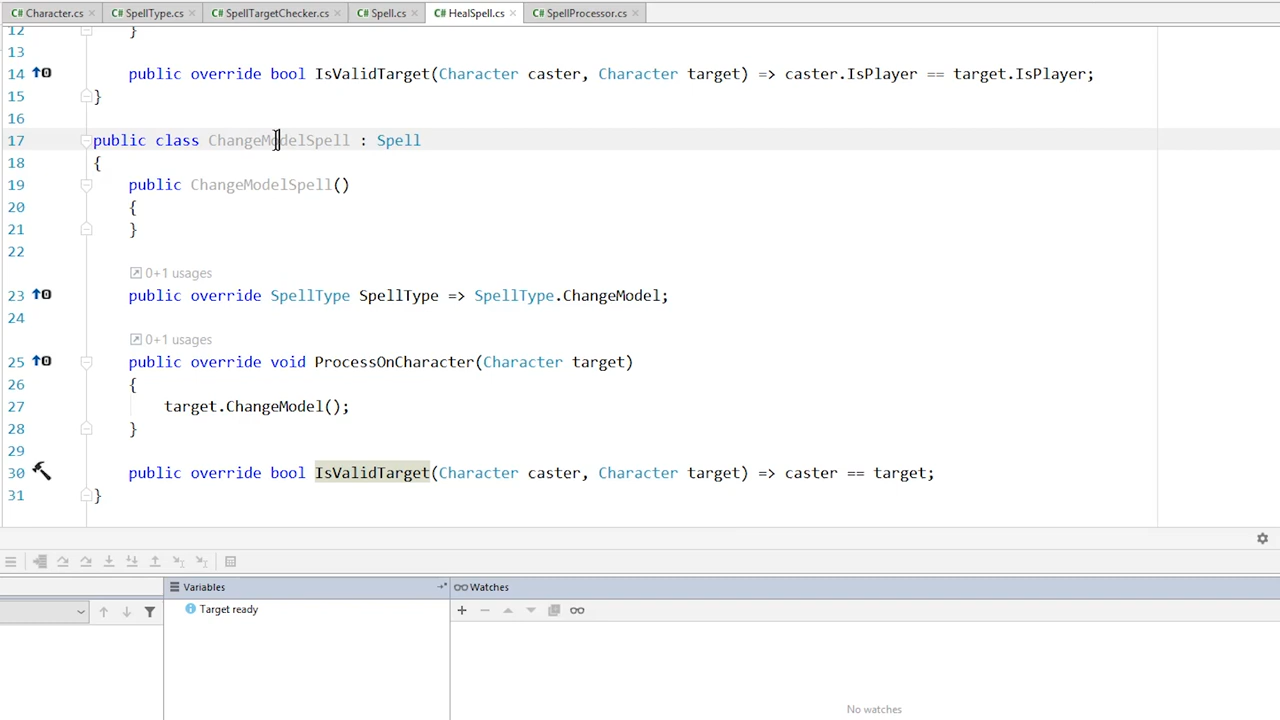 C# Character.cs × C# SpellType.cs × C# SpellTargetChecker.cs × C# Spell.cs × C# HealSpell.cs × C# SpellProcessor.cs ×
12 }
13
14 public override bool IsValidTarget(Character caster, Character target) => caster.IsPlayer == target.IsPlayer;
15 }
16
17 public class ChangeModelSpell : Spell
18 {
19 public ChangeModelSpell()
20 {
21 }
22
0+1 usages
23 public override SpellType SpellType => SpellType.ChangeModel;
24
0+1 usages
25 public override void ProcessOnCharacter(Character target)
26 {
27 target.ChangeModel();
28 }
29
30 public override bool IsValidTarget(Character caster, Character target) => caster == target;
31 }
Variables
Watches
Target ready
No watches